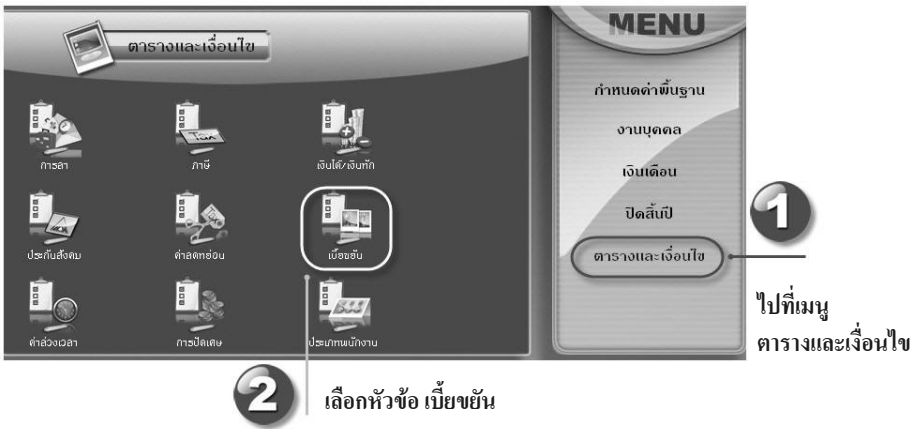 ตารางและเงื่อนไข
การลา
ภาษี
เงินได้/เงินหัก
ประกันสังคม
ค่าลดหย่อน
เบี้ยขยัน
ค่าล่วงเวลา
การปัดเศษ
ประเภทพนักงาน
MENU
กำหนดค่าพื้นฐาน
งานบุคคล
เงินเดือน
ปิดสิ้นปี
ตารางและเงื่อนไข
1
ไปที่เมนู
ตารางและเงื่อนไข
2
เลือกหัวข้อ เบี้ยขยัน